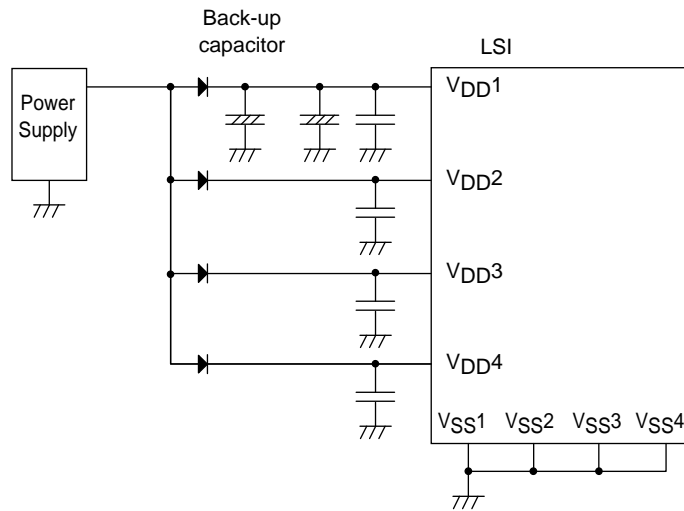 Back-up
capacitor
LSI
Power
Supply
VDD1
VDD2
VDD3
VDD4
VSS1 VSS2 VSS3 VSS4